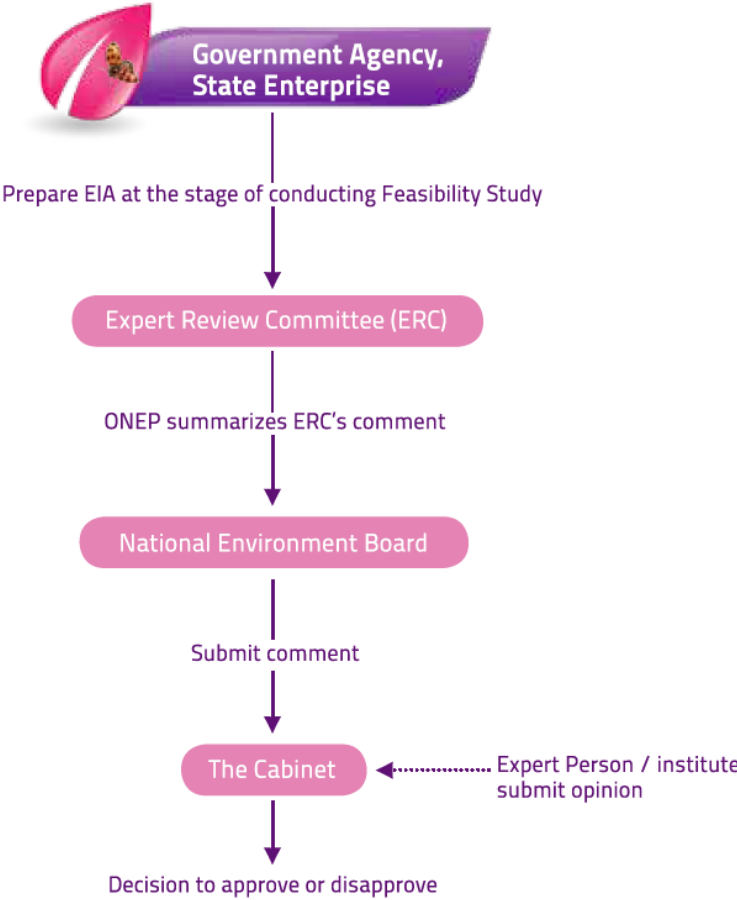 Government Agency,
State Enterprise
Prepare EIA at the stage of conducting Feasibility Study
Expert Review Committee (ERC)
ONEP summarizes ERC's comment
National Environment Board
Submit comment
The Cabinet
Expert Person / institute
submit opinion
Decision to approve or disapprove